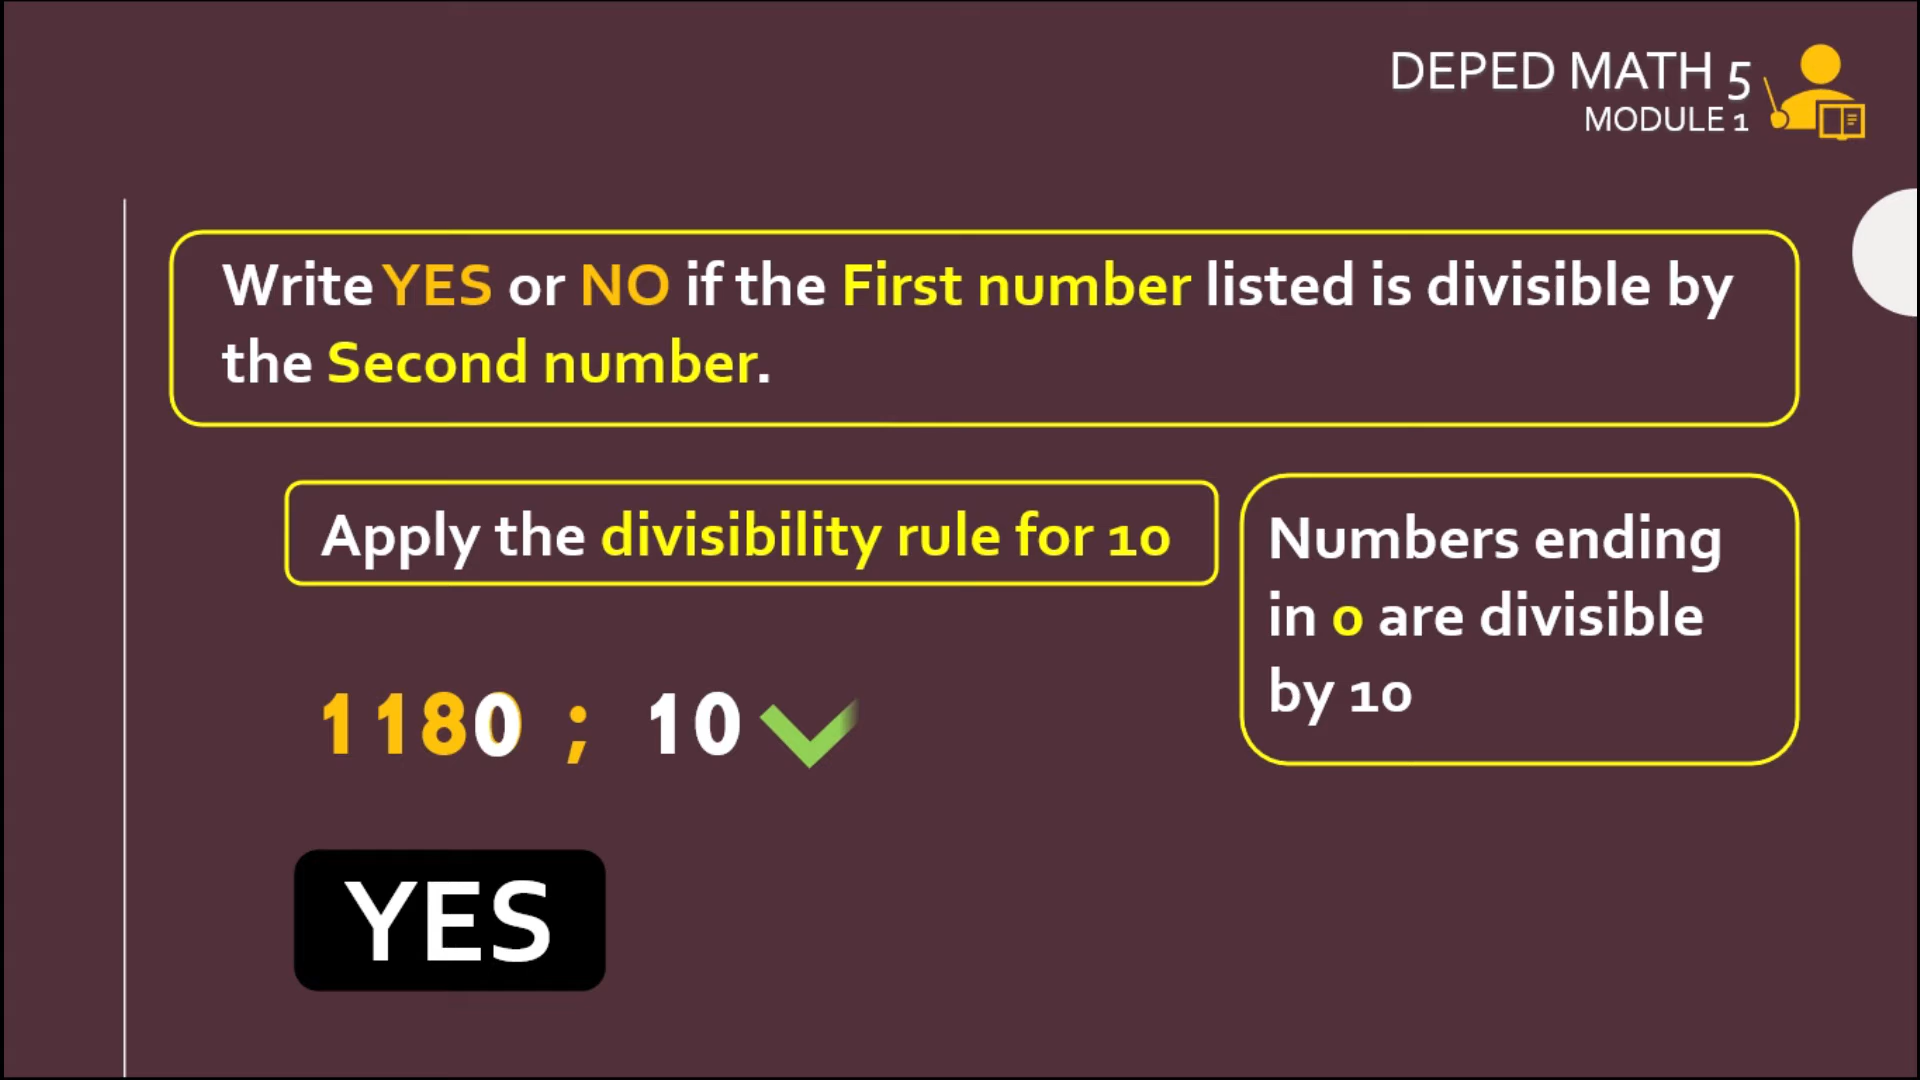 DEPED MATH 5
MODULE 1
Write YES or NO if the First number listed is divisible by
the Second number.
Apply the divisibility rule for 10
Numbers ending
in 0 are divisible
by 10
1180 ; 10
YES